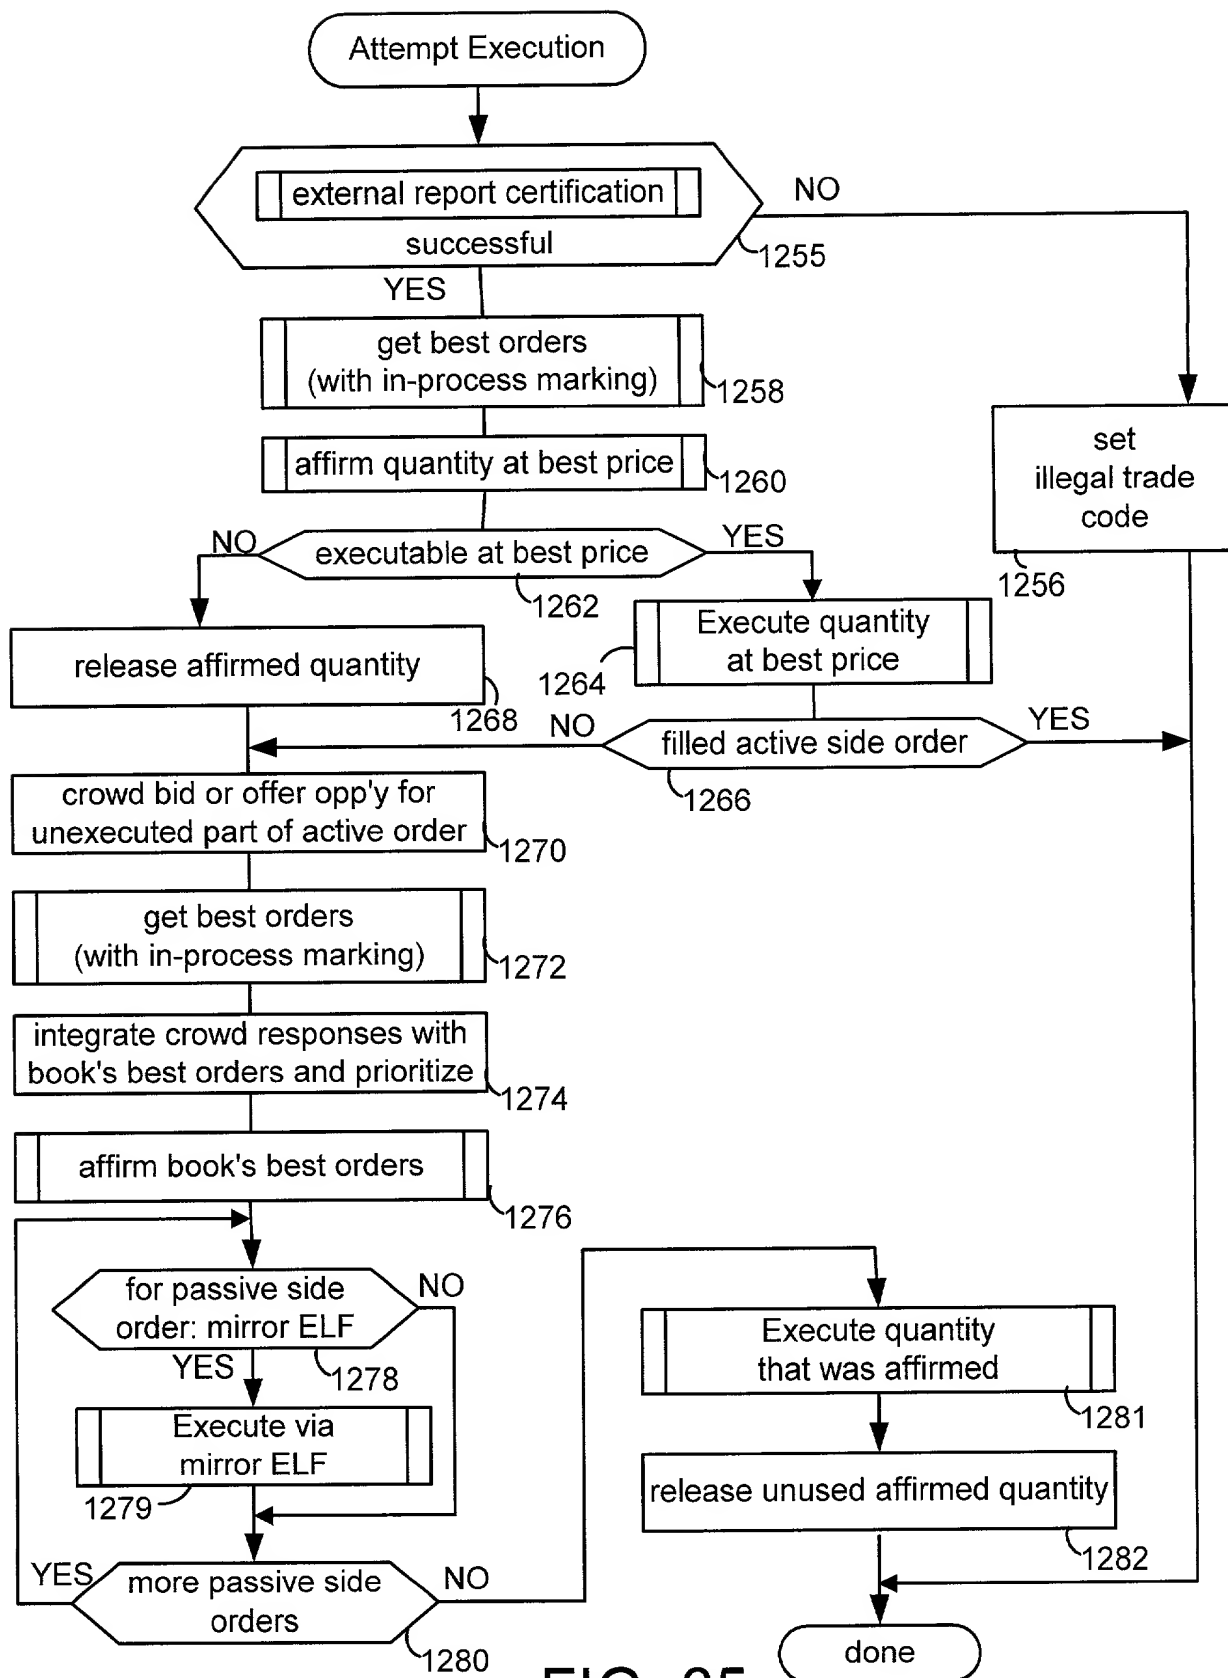 Attempt Execution
external report certification
successful
NO
1255
YES
get best orders
(with in-process marking)
1258
set
illegal trade
code
1256
affirm quantity at best price
1260
NO
executable at best price
YES
1262
Execute quantity
at best price
1264
release affirmed quantity
1268
NO
filled active side order
YES
1266
crowd bid or offer opp'y for
unexecuted part of active order
1270
get best orders
(with in-process marking)
1272
integrate crowd responses with
book's best orders and prioritize
1274
affirm book's best orders
1276
for passive side
order: mirror ELF
NO
YES
1278
Execute via
mirror ELF
1279
YES
more passive side
orders
NO
1280
Execute quantity
that was affirmed
1281
release unused affirmed quantity
1282
done